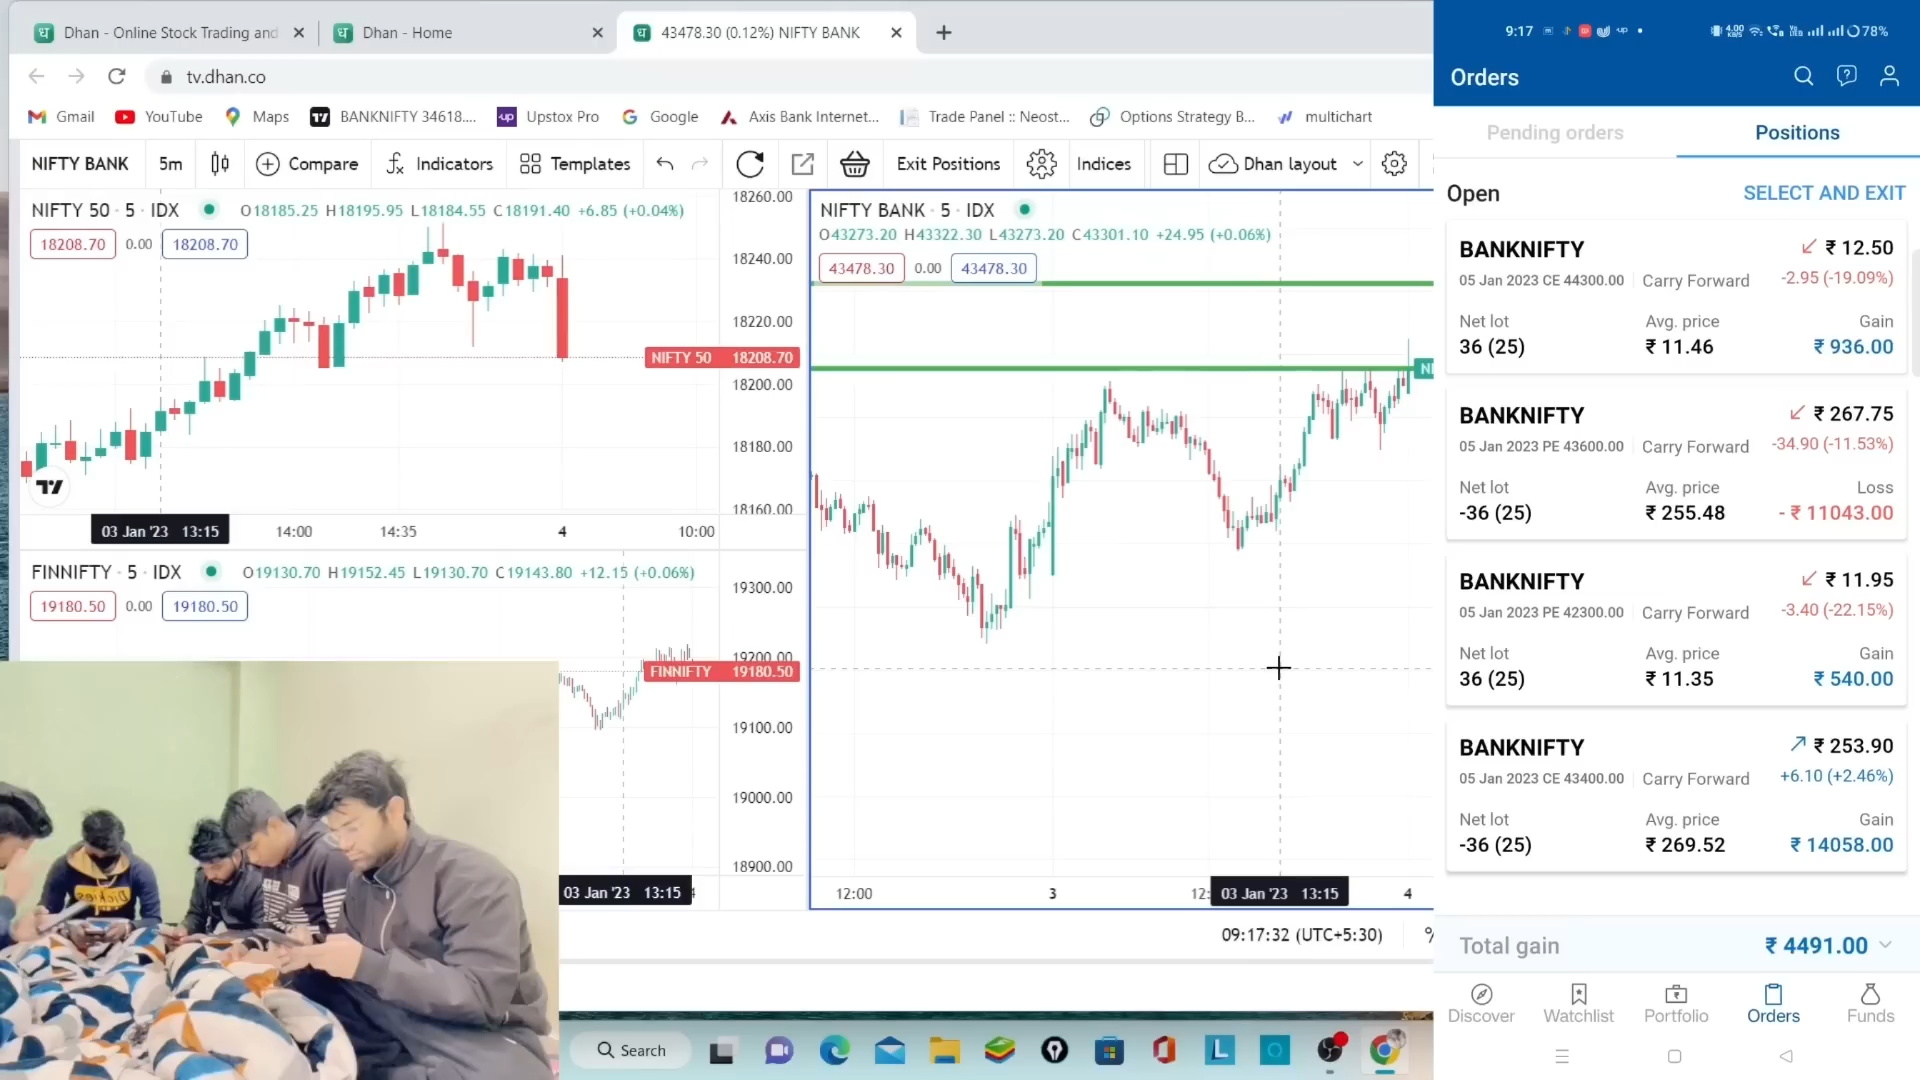 Dhan - Online Stock Trading and
Dhan - Home
43478.30 (0.12%) NIFTY BANK
tv.dhan.co
Gmail
YouTube
Maps
BANKNIFTY 34618....
Upstox Pro
Google
Axis Bank Internet...
Trade Panel :: Neost...
Options Strategy B...
multichart
NIFTY BANK
5m
Compare
Indicators
Templates
Exit Positions
Indices
Dhan layout
NIFTY 50 · 5 · IDX
O18185.25 H18195.95 L18184.55 C18191.40 +6.85 (+0.04%)
18208.70 0.00 18208.70
18260.00
18240.00
18220.00
NIFTY 50 18208.70
18200.00
18180.00
18160.00
03 Jan '23 13:15
14:00
14:35
4
10:00
FINNIFTY · 5 · IDX
O19130.70 H19152.45 L19130.70 C19143.80 +12.15 (+0.06%)
19180.50 0.00 19180.50
19300.00
19200.00
FINNIFTY 19180.50
19100.00
19000.00
18900.00
03 Jan '23 13:15
NIFTY BANK · 5 · IDX
O43273.20 H43322.30 L43273.20 C43301.10 +24.95 (+0.06%)
43478.30 0.00 43478.30
12:00
3
12:
03 Jan '23 13:15
4
09:17:32 (UTC+5:30)
%
Search
9:17
4.00
KB/S
78%
Orders
Pending orders
Positions
Open
SELECT AND EXIT
BANKNIFTY
₹ 12.50
05 Jan 2023 CE 44300.00
Carry Forward
-2.95 (-19.09%)
Net lot
Avg. price
Gain
36 (25)
₹ 11.46
₹ 936.00
BANKNIFTY
₹ 267.75
05 Jan 2023 PE 43600.00
Carry Forward
-34.90 (-11.53%)
Net lot
Avg. price
Loss
-36 (25)
₹ 255.48
- ₹ 11043.00
BANKNIFTY
₹ 11.95
05 Jan 2023 PE 42300.00
Carry Forward
-3.40 (-22.15%)
Net lot
Avg. price
Gain
36 (25)
₹ 11.35
₹ 540.00
BANKNIFTY
₹ 253.90
05 Jan 2023 CE 43400.00
Carry Forward
+6.10 (+2.46%)
Net lot
Avg. price
Gain
-36 (25)
₹ 269.52
₹ 14058.00
Total gain
₹ 4491.00
Discover
Watchlist
Portfolio
Orders
Funds